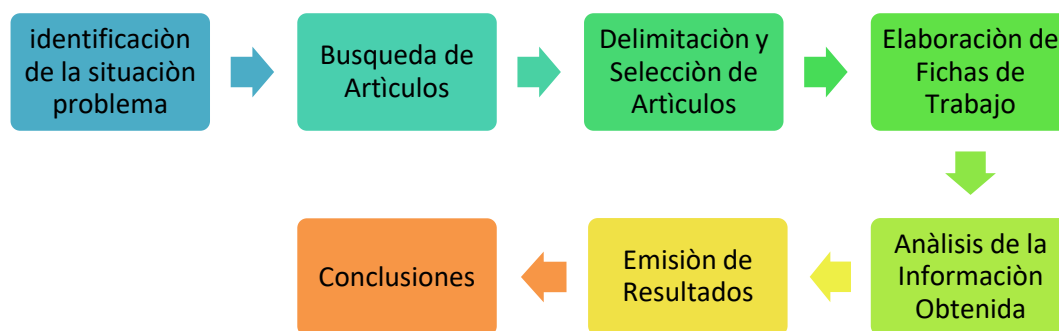 identificaciòn
de la situaciòn
problema
Busqueda de
Artìculos
Delimitaciòn y
Selecciòn de
Artìculos
Elaboraciòn de
Fichas de
Trabajo
Anàlisis de la
Informaciòn
Obtenida
Emisiòn de
Resultados
Conclusiones